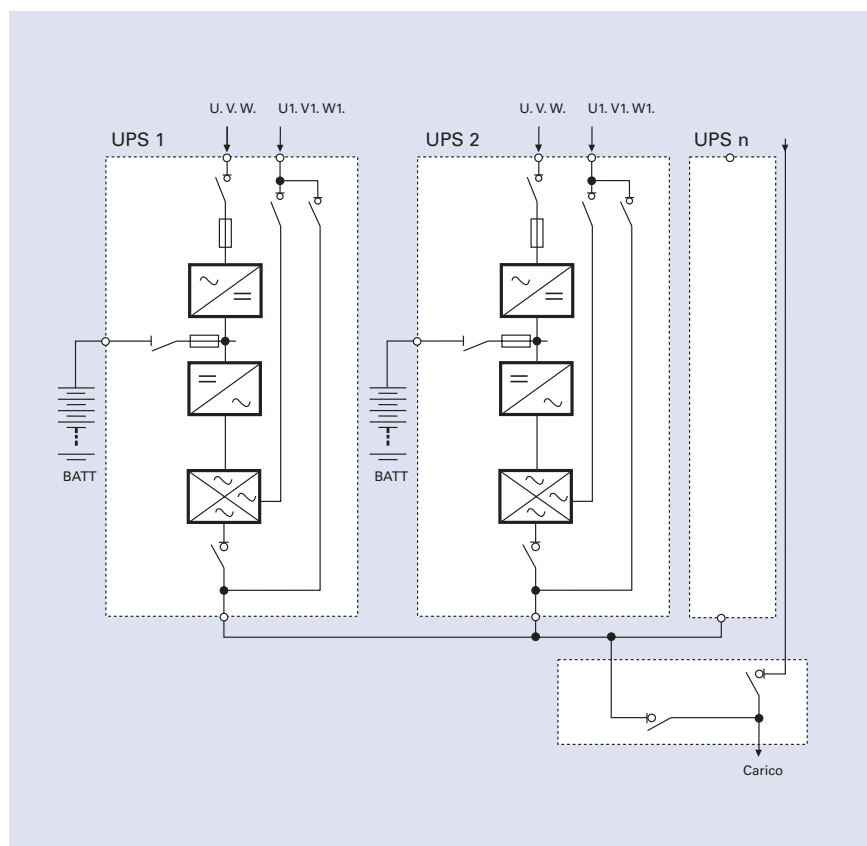 U. V. W. U1. V1. W1.
U. V. W. U1. V1. W1.
UPS 1
UPS 2
UPS n
BATT
BATT
Carico